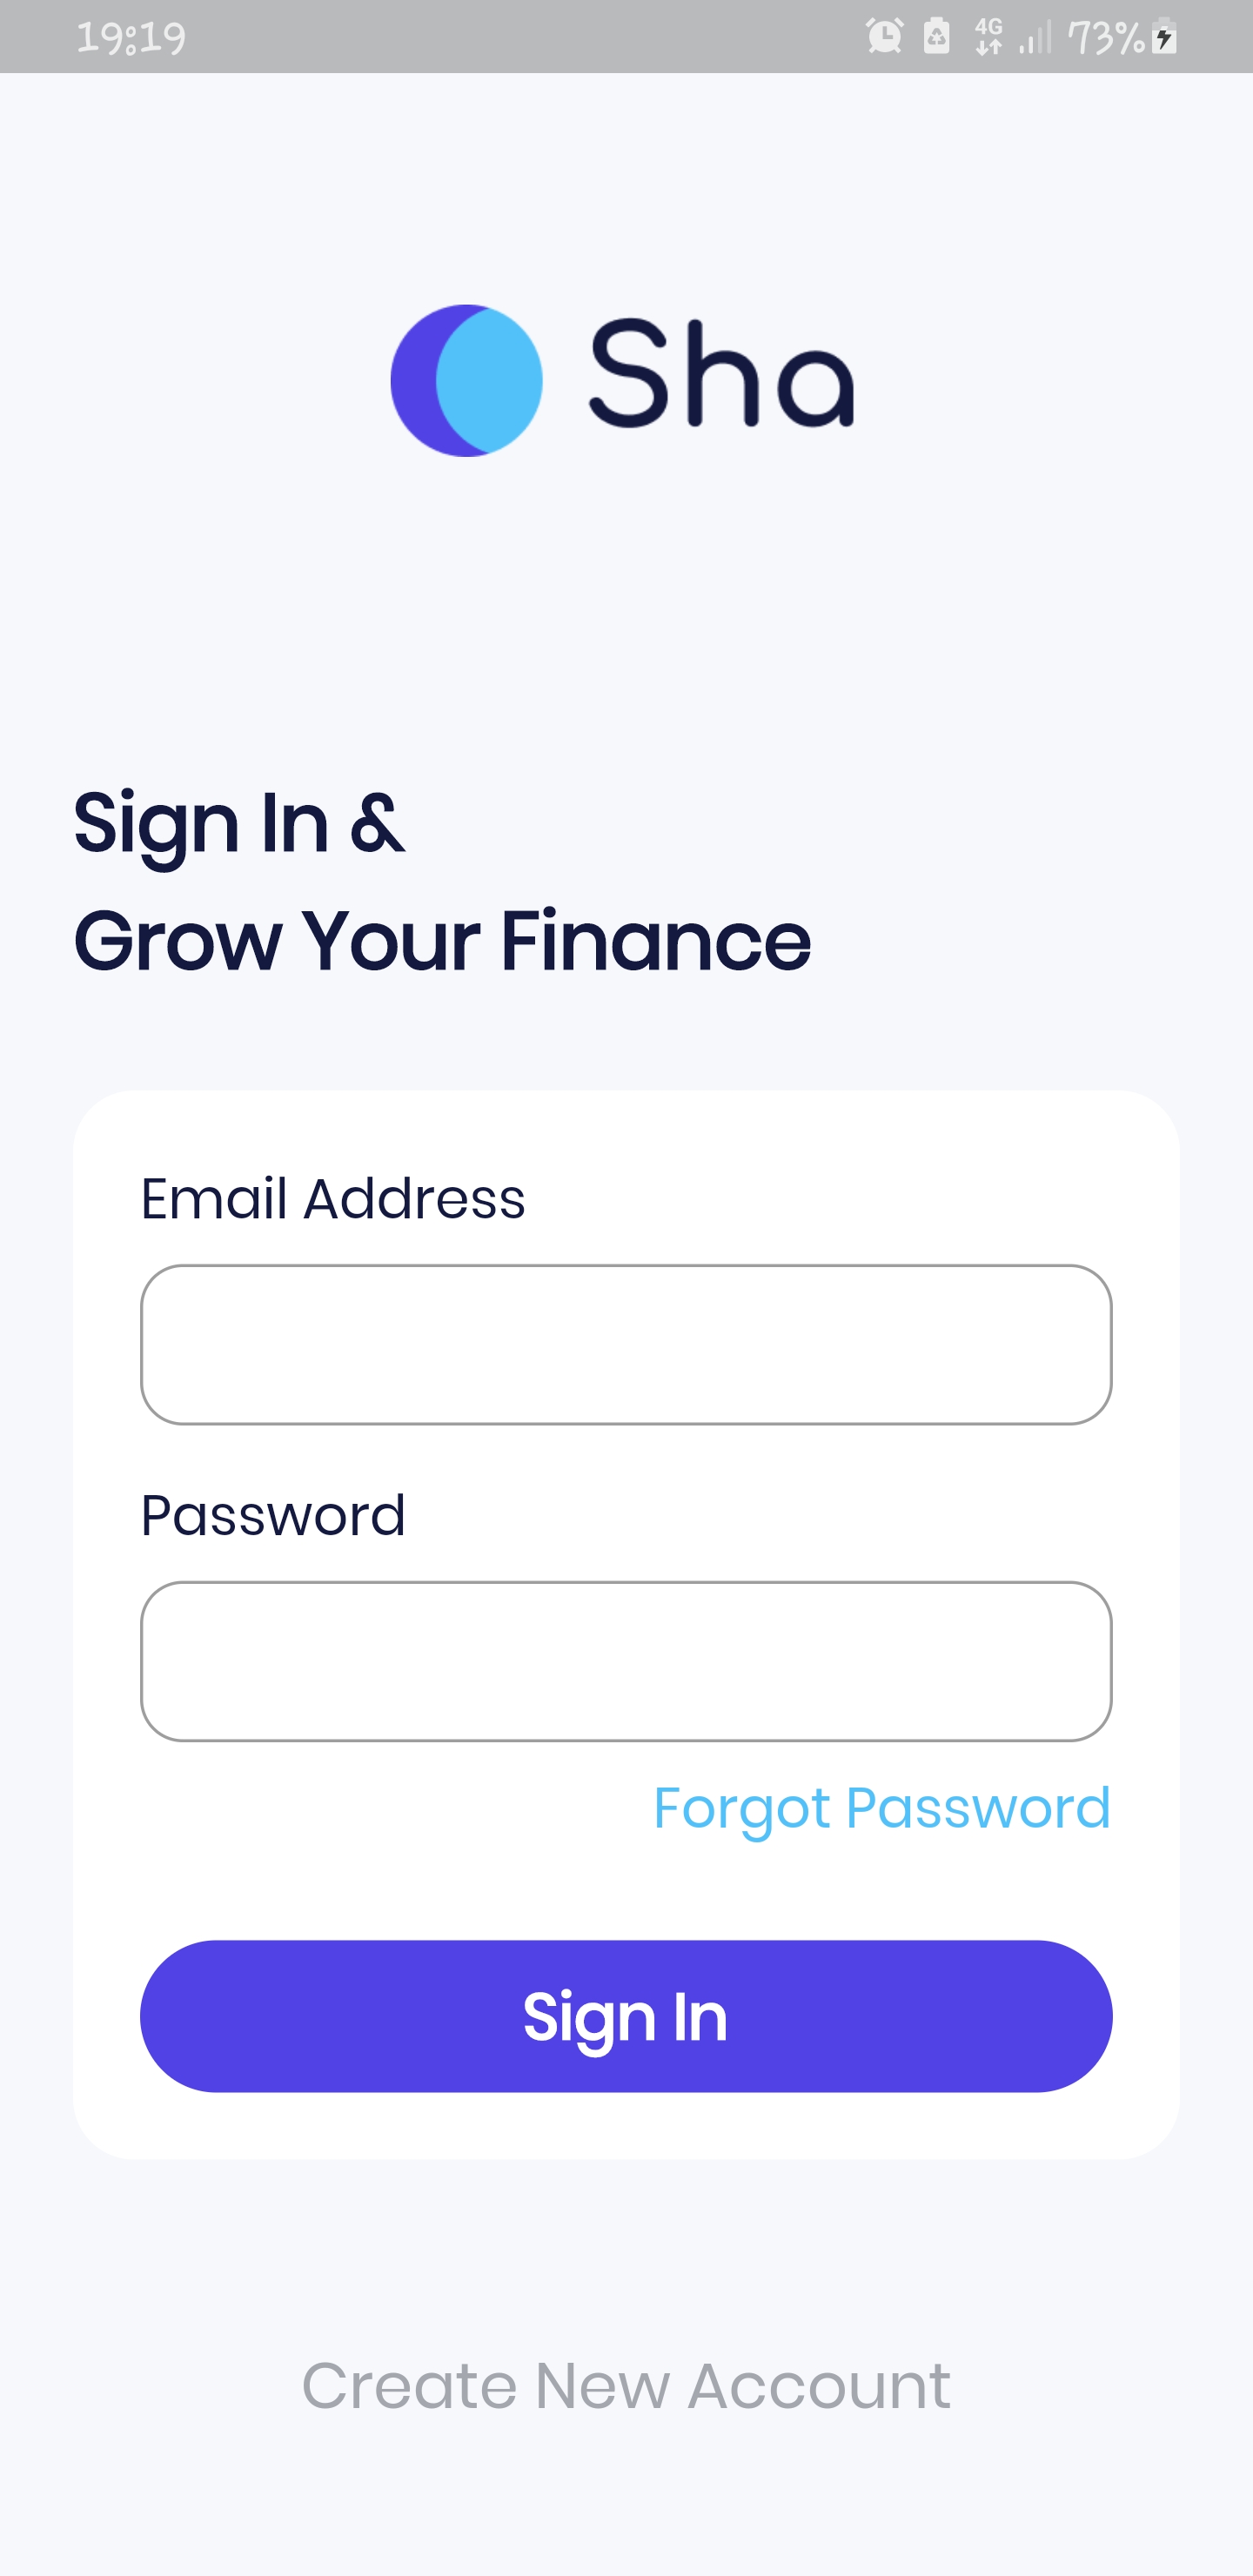 19:19 4G 73%
Sha
Sign In &
Grow Your Finance
Email Address
Password
Forgot Password
Sign In
Create New Account